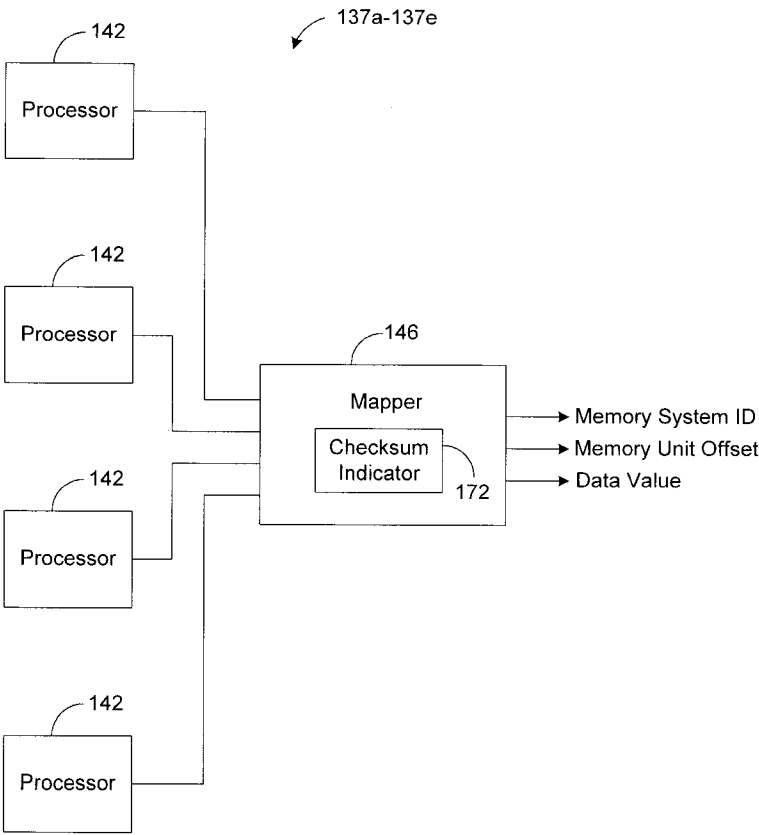 137a-137e
142
Processor
142
Processor
146
Mapper
Checksum
Indicator
172
Memory System ID
Memory Unit Offset
Data Value
142
Processor
142
Processor